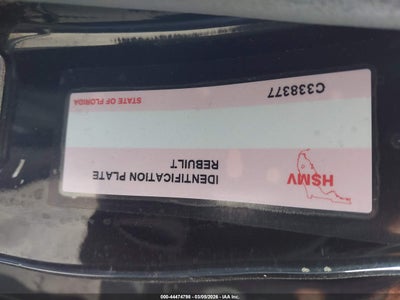 HSMV
IDENTIFICATION PLATE
REBUILT
STATE OF FLORIDA
C338377
000-44474798 - 03/09/2026 - IAA Inc.